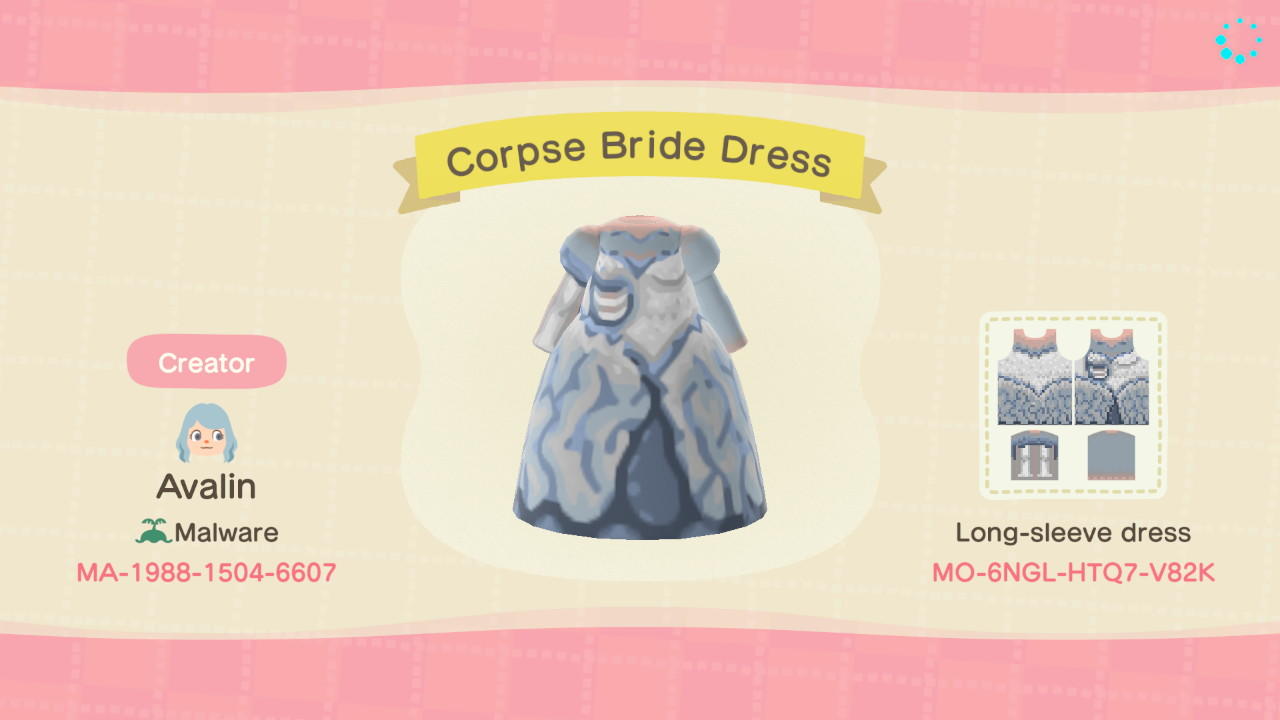 Corpse Bride Dress
Creator
Avalin
Malware
MA-1988-1504-6607
Long-sleeve dress
MO-6NGL-HTQ7-V82K